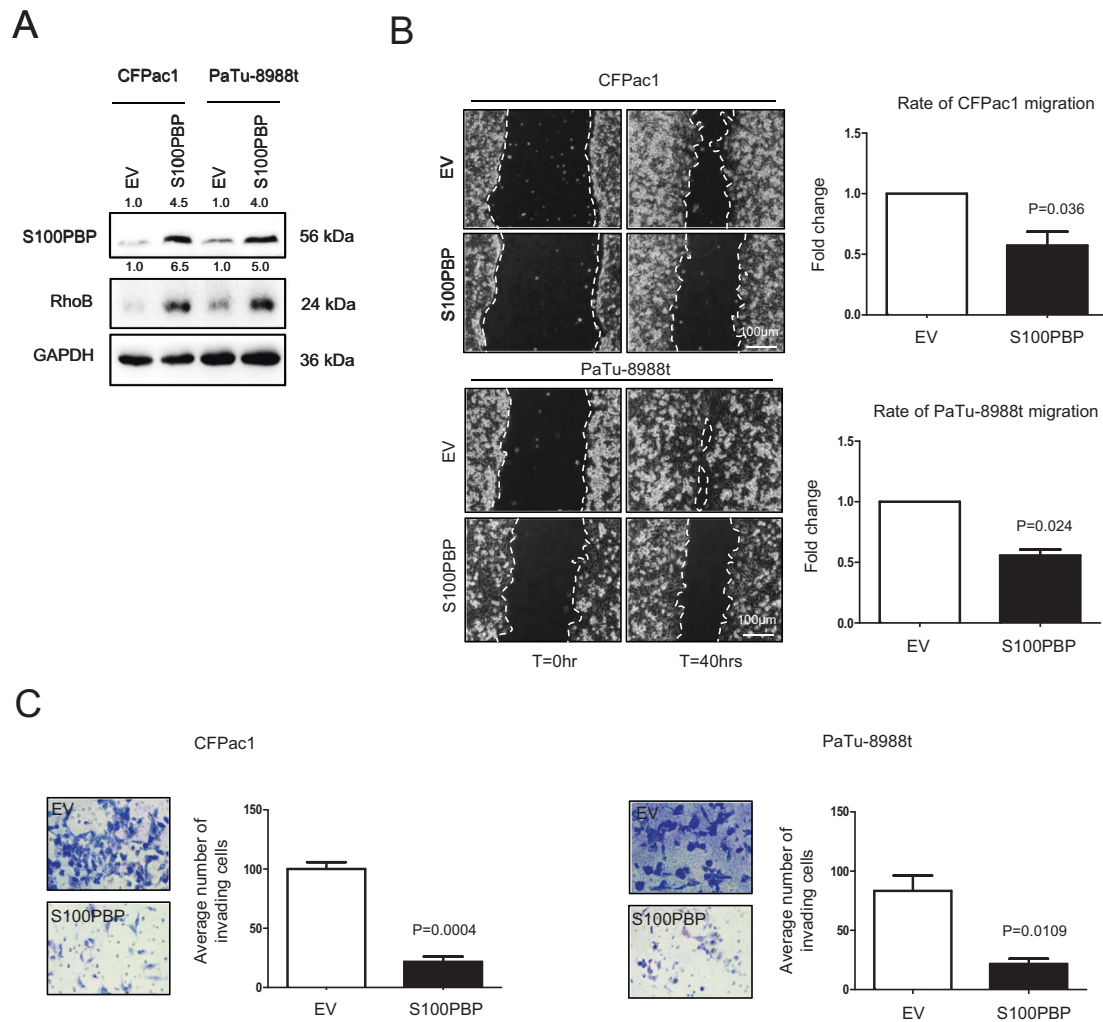 A
CFPac1 PaTu-8988t
EV S100PBP EV S100PBP
1.0 4.5 1.0 4.0
S100PBP 56 kDa
1.0 6.5 1.0 5.0
RhoB 24 kDa
GAPDH 36 kDa
B
CFPac1
EV
S100PBP
100µm
PaTu-8988t
EV
S100PBP
100µm
T=0hr T=40hrs
Rate of CFPac1 migration
Fold change
1.5
1.0
0.5
0.0
P=0.036
EV S100PBP
Rate of PaTu-8988t migration
Fold change
1.5
1.0
0.5
0.0
P=0.024
EV S100PBP
C
CFPac1
EV
S100PBP
Average number of
invading cells
150
100
50
0
P=0.0004
EV S100PBP
PaTu-8988t
EV
S100PBP
Average number of
invading cells
150
100
50
0
P=0.0109
EV S100PBP